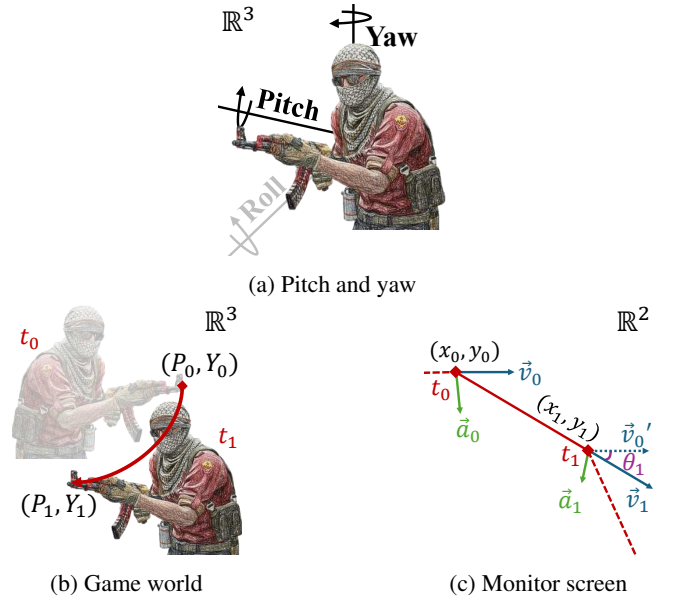 ℝ³
Yaw
Pitch
Roll
(a) Pitch and yaw
ℝ³
t₀
(P₀, Y₀)
t₁
(P₁, Y₁)
(b) Game world
ℝ²
(x₀, y₀)
t₀
v⃗₀
a⃗₀
(x₁, y₁)
v⃗₀′
t₁
θ₁
a⃗₁
v⃗₁
(c) Monitor screen